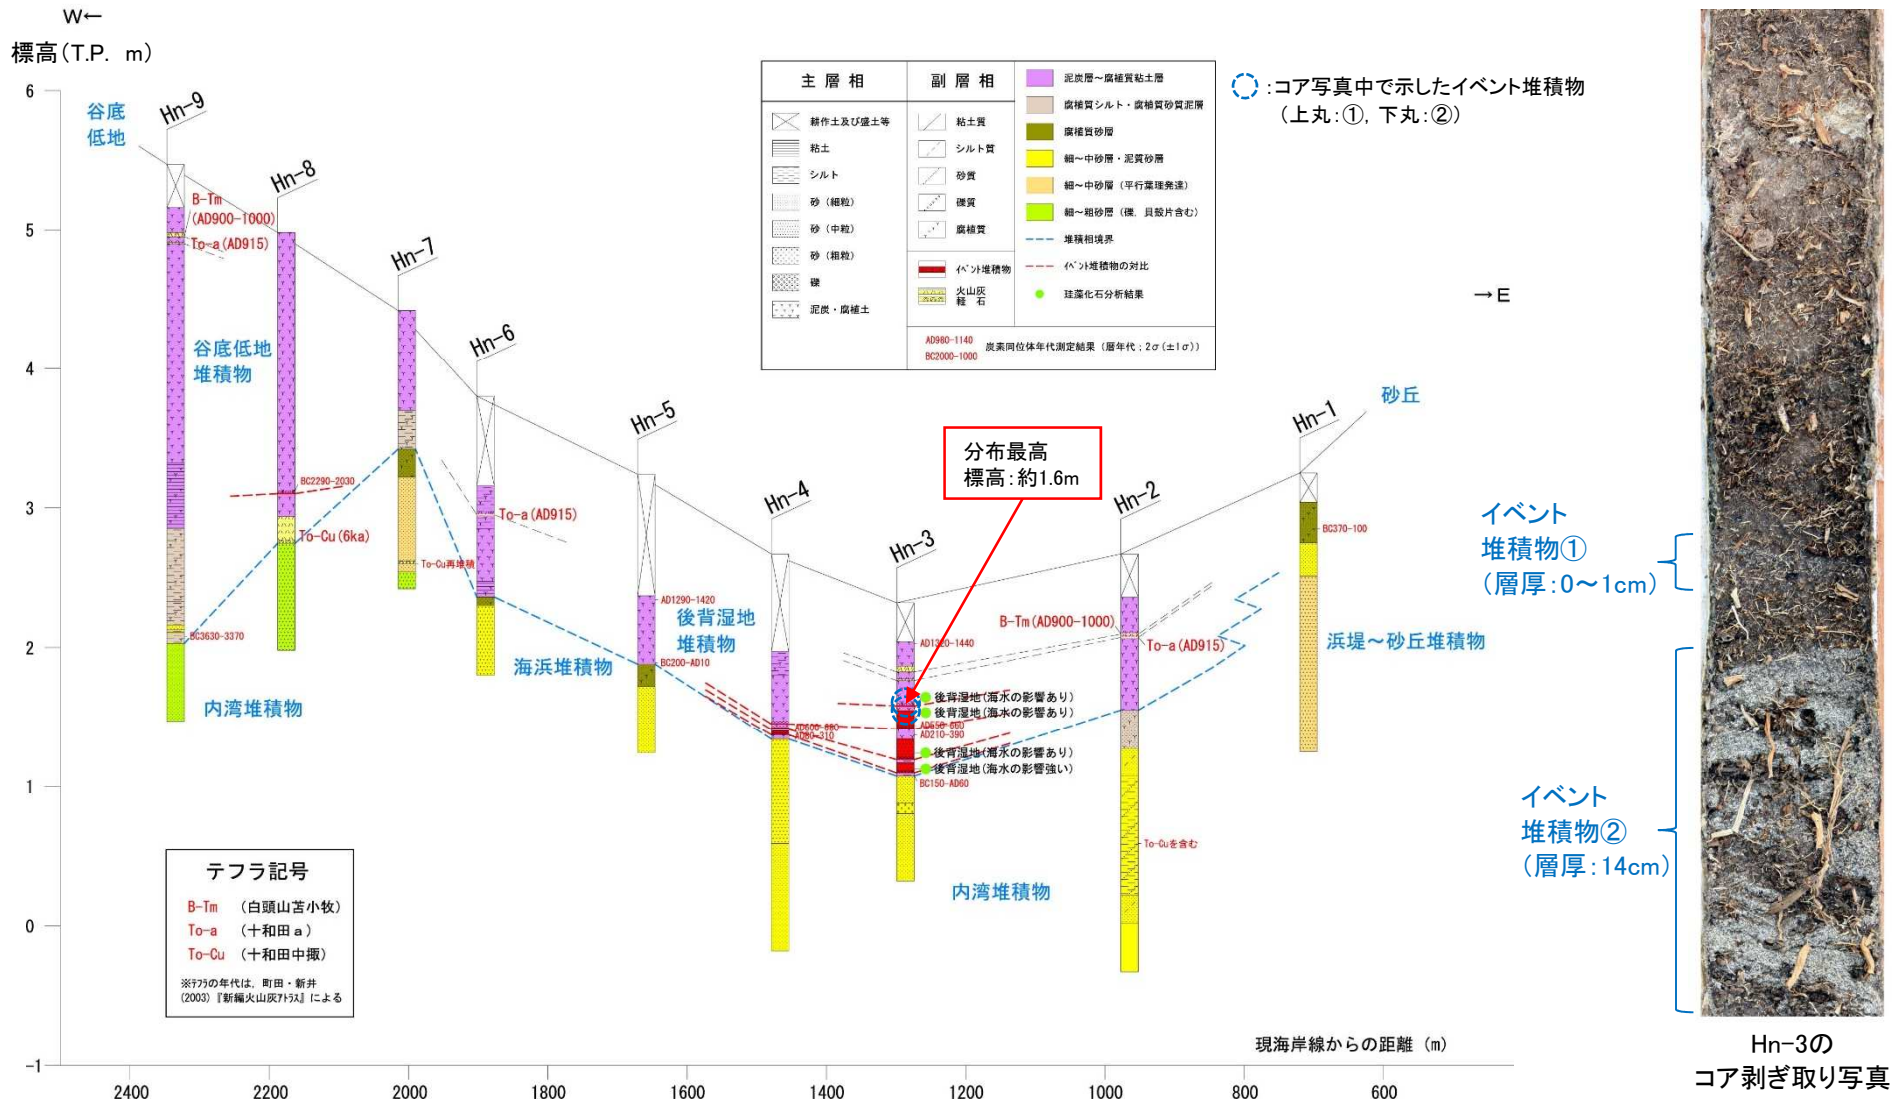 W←
標高(T.P. m)
6
5
4
3
2
1
0
-1
谷底
低地
Hn-9
Hn-8
Hn-7
Hn-6
Hn-5
Hn-4
Hn-3
Hn-2
Hn-1
砂丘
→E
B-Tm
(AD900-1000)
To-a(AD915)
谷底低地
堆積物
BC2290-2030
To-Cu(6ka)
BC3630-3370
内湾堆積物
To-Cu再堆積
To-a(AD915)
海浜堆積物
AD1290-1420
後背湿地
堆積物
BC200-AD10
AD600-680
AD80-310
分布最高
標高:約1.6m
AD1320-1440
後背湿地(海水の影響あり)
後背湿地(海水の影響あり)
AD550-660
AD210-390
後背湿地(海水の影響あり)
後背湿地(海水の影響強い)
BC150-AD60
B-Tm(AD900-1000)
To-a(AD915)
To-Cuを含む
内湾堆積物
BC370-100
浜堤~砂丘堆積物
主層相
耕作土及び盛土等
粘土
シルト
砂(細粒)
砂(中粒)
砂(粗粒)
礫
泥炭・腐植土
副層相
粘土質
シルト質
砂質
礫質
腐植質
イベント堆積物
火山灰
軽石
泥炭層~腐植質粘土層
腐植質シルト・腐植質砂質泥層
腐植質砂層
細~中砂層・泥質砂層
細~中砂層(平行葉理発達)
細~粗砂層(礫、貝殻片含む)
堆積相境界
イベント堆積物の対比
珪藻化石分析結果
AD980-1140
BC2000-1000
炭素同位体年代測定結果(暦年代;2σ(±1σ))
:コア写真中で示したイベント堆積物
(上丸:①, 下丸:②)
テフラ記号
B-Tm (白頭山苫小牧)
To-a (十和田a)
To-Cu (十和田中掫)
※テフラの年代は、町田・新井
(2003)『新編火山灰アトラス』による
現海岸線からの距離(m)
2400
2200
2000
1800
1600
1400
1200
1000
800
600
イベント
堆積物①
(層厚:0~1cm)
イベント
堆積物②
(層厚:14cm)
Hn-3の
コア剥ぎ取り写真